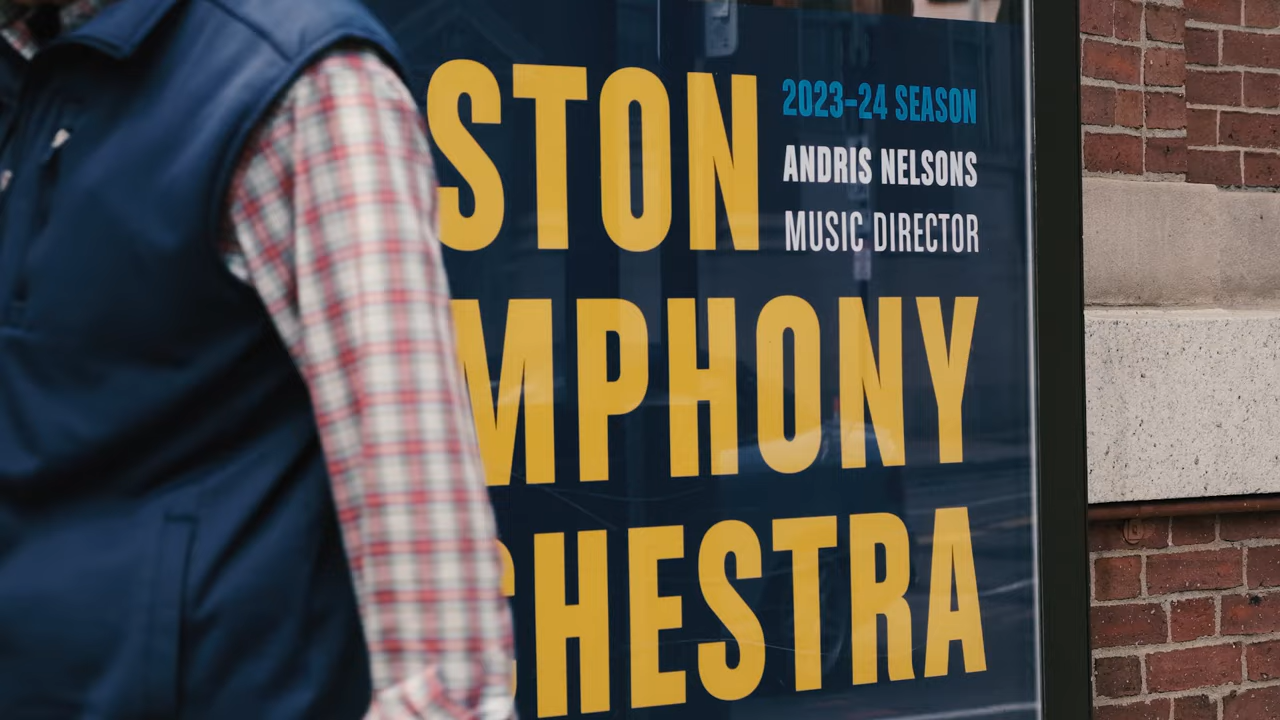 STON
2023-24 SEASON
ANDRIS NELSONS
MUSIC DIRECTOR
MPHONY
CHESTRA